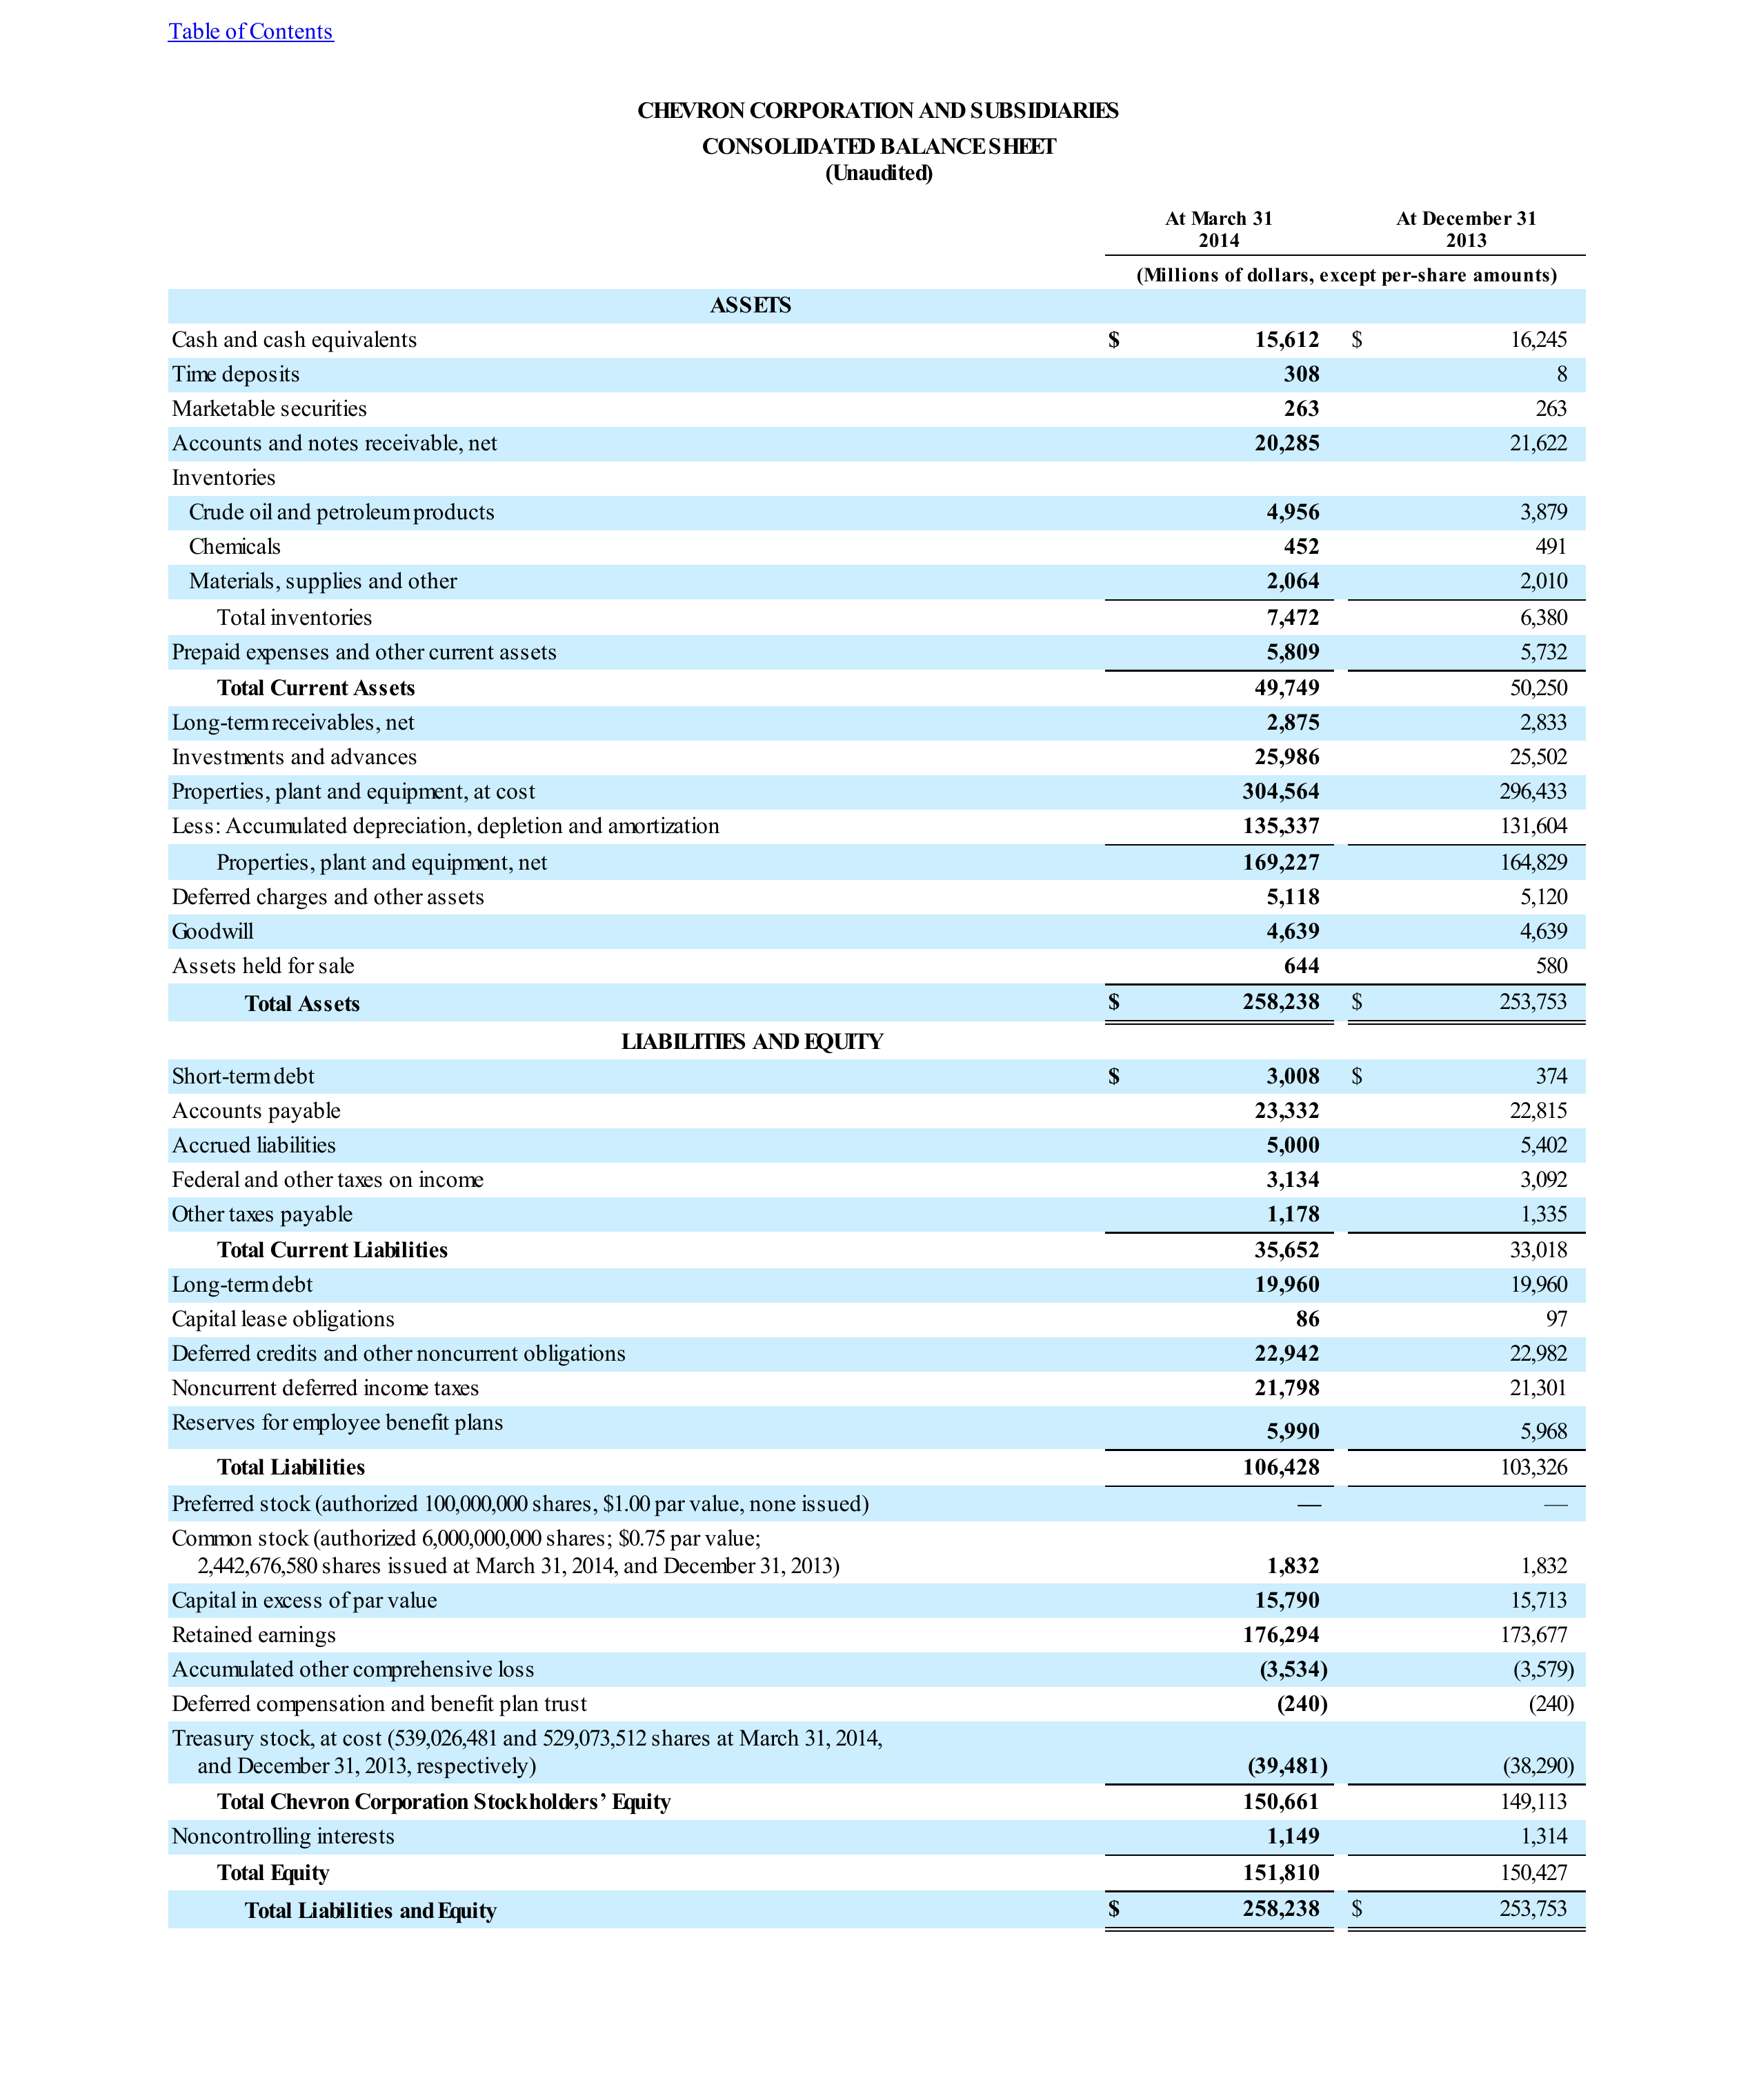 Table of Contents
CHEVRON CORPORATION AND SUBSIDIARIES
CONSOLIDATED BALANCE SHEET
(Unaudited)
At March 31 At December 31
2014 2013
(Millions of dollars, except per-share amounts)
ASSETS
Cash and cash equivalents $ 15,612 $ 16,245
Time deposits 308 8
Marketable securities 263 263
Accounts and notes receivable, net 20,285 21,622
Inventories
Crude oil and petroleum products 4,956 3,879
Chemicals 452 491
Materials, supplies and other 2,064 2,010
Total inventories 7,472 6,380
Prepaid expenses and other current assets 5,809 5,732
Total Current Assets 49,749 50,250
Long-term receivables, net 2,875 2,833
Investments and advances 25,986 25,502
Properties, plant and equipment, at cost 304,564 296,433
Less: Accumulated depreciation, depletion and amortization 135,337 131,604
Properties, plant and equipment, net 169,227 164,829
Deferred charges and other assets 5,118 5,120
Goodwill 4,639 4,639
Assets held for sale 644 580
Total Assets $ 258,238 $ 253,753
LIABILITIES AND EQUITY
Short-term debt $ 3,008 $ 374
Accounts payable 23,332 22,815
Accrued liabilities 5,000 5,402
Federal and other taxes on income 3,134 3,092
Other taxes payable 1,178 1,335
Total Current Liabilities 35,652 33,018
Long-term debt 19,960 19,960
Capital lease obligations 86 97
Deferred credits and other noncurrent obligations 22,942 22,982
Noncurrent deferred income taxes 21,798 21,301
Reserves for employee benefit plans 5,990 5,968
Total Liabilities 106,428 103,326
Preferred stock (authorized 100,000,000 shares, $1.00 par value, none issued) — —
Common stock (authorized 6,000,000,000 shares; $0.75 par value;
2,442,676,580 shares issued at March 31, 2014, and December 31, 2013) 1,832 1,832
Capital in excess of par value 15,790 15,713
Retained earnings 176,294 173,677
Accumulated other comprehensive loss (3,534) (3,579)
Deferred compensation and benefit plan trust (240) (240)
Treasury stock, at cost (539,026,481 and 529,073,512 shares at March 31, 2014,
and December 31, 2013, respectively) (39,481) (38,290)
Total Chevron Corporation Stockholders’ Equity 150,661 149,113
Noncontrolling interests 1,149 1,314
Total Equity 151,810 150,427
Total Liabilities and Equity $ 258,238 $ 253,753